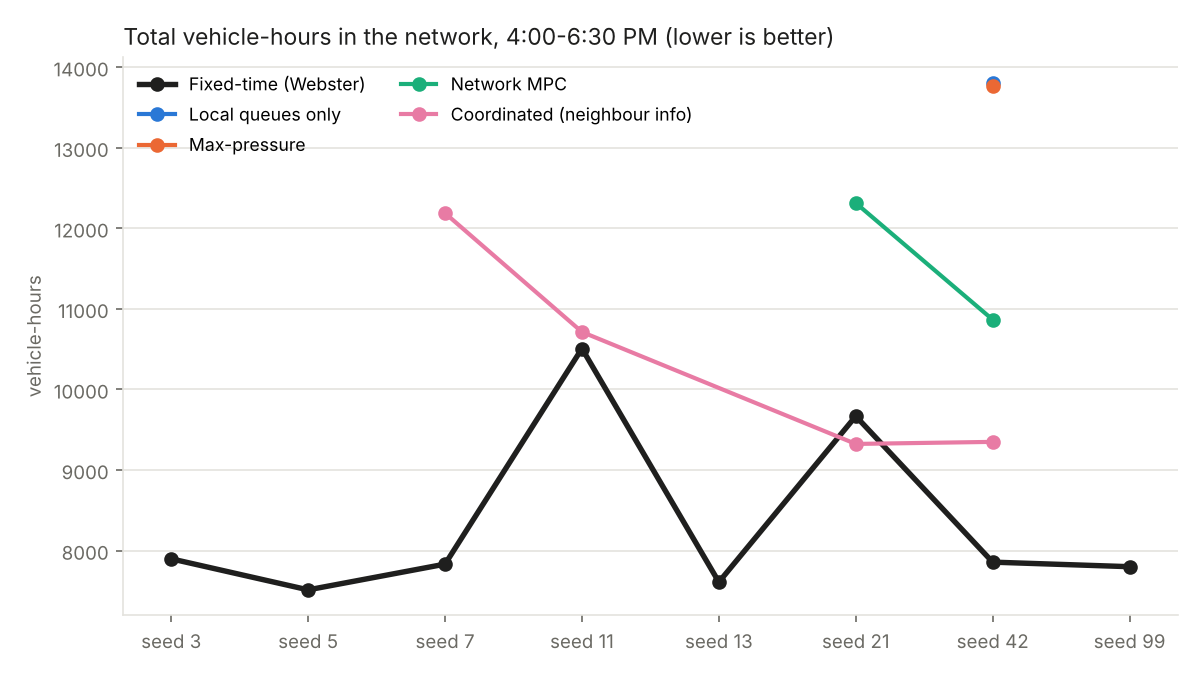 Total vehicle-hours in the network, 4:00-6:30 PM (lower is better)
Fixed-time (Webster)
Local queues only
Max-pressure
Network MPC
Coordinated (neighbour info)
vehicle-hours
14000
13000
12000
11000
10000
9000
8000
seed 3
seed 5
seed 7
seed 11
seed 13
seed 21
seed 42
seed 99